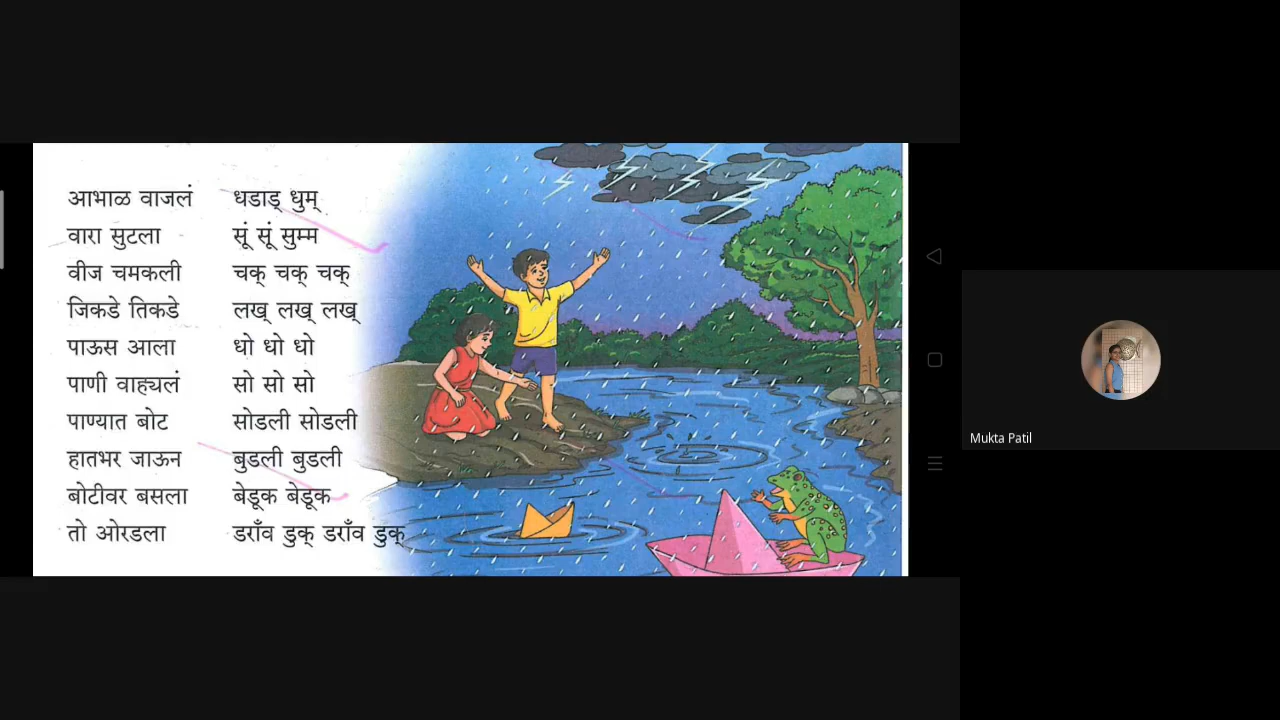 आभाळ वाजलं धडाड् धुम्
वारा सुटला सूं सूं सुम्म
वीज चमकली चक् चक् चक्
जिकडे तिकडे लख् लख् लख्
पाऊस आला धो धो धो
पाणी वाह्यलं सो सो सो
पाण्यात बोट सोडली सोडली
हातभर जाऊन बुडली बुडली
बोटीवर बसला बेडूक बेडूक
तो ओरडला डराँव डुक् डराँव डुक्
Mukta Patil